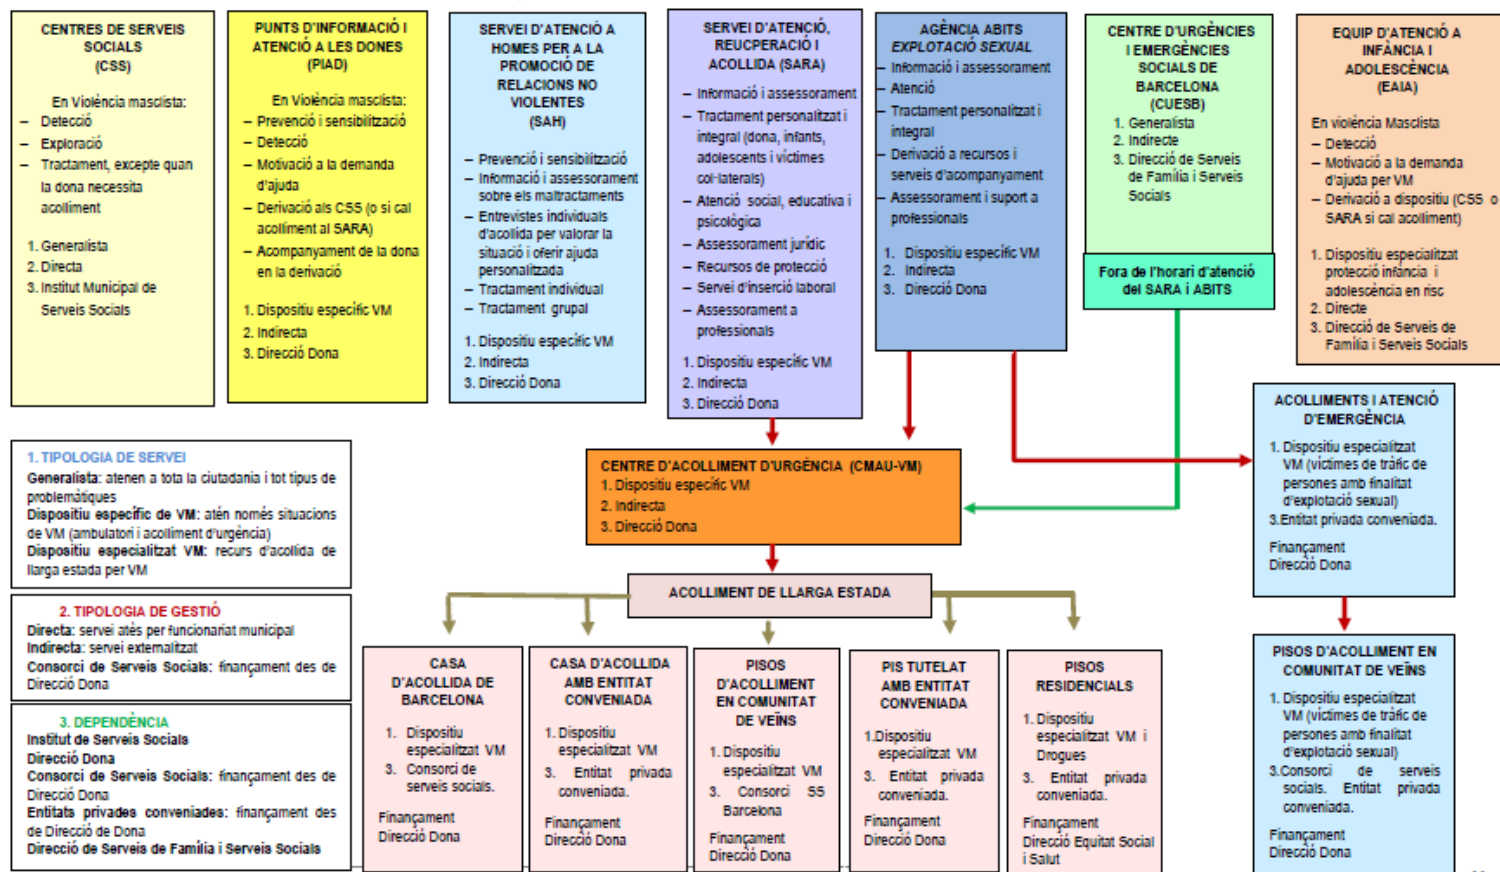 CENTRES DE SERVEIS
SOCIALS
(CSS)
En Violència masclista:
– Detecció
– Exploració
– Tractament, excepte quan
la dona necessita
acolliment
1. Generalista
2. Directa
3. Institut Municipal de
Serveis Socials
PUNTS D'INFORMACIÓ I
ATENCIÓ A LES DONES
(PIAD)
En Violència masclista:
– Prevenció i sensibilització
– Detecció
– Motivació a la demanda
d'ajuda
– Derivació als CSS (o si cal
acolliment al SARA)
– Acompanyament de la dona
en la derivació
1. Dispositiu específic VM
2. Indirecta
3. Direcció Dona
SERVEI D'ATENCIÓ A
HOMES PER A LA
PROMOCIÓ DE
RELACIONS NO
VIOLENTES
(SAH)
– Prevenció i sensibilització
– Informació i assessorament
sobre els maltractaments
– Entrevistes individuals
d'acollida per valorar la
situació i oferir ajuda
personalitzada
– Tractament individual
– Tractament grupal
1. Dispositiu específic VM
2. Indirecta
3. Direcció Dona
SERVEI D'ATENCIÓ,
REUCPERACIÓ I
ACOLLIDA (SARA)
– Informació i assessorament
– Tractament personalitzat i
integral (dona, infants,
adolescents i víctimes
col·laterals)
– Atenció social, educativa i
psicològica
– Assessorament jurídic
– Recursos de protecció
– Servei d'inserció laboral
– Assessorament a
professionals
1. Dispositiu específic VM
2. Indirecta
3. Direcció Dona
AGÈNCIA ABITS
EXPLOTACIÓ SEXUAL
– Informació i assessorament
– Atenció
– Tractament personalitzat i
integral
– Derivació a recursos i
serveis d'acompanyament
– Assessorament i suport a
professionals
1. Dispositiu específic VM
2. Indirecta
3. Direcció Dona
CENTRE D'URGÈNCIES
I EMERGÈNCIES
SOCIALS DE
BARCELONA
(CUESB)
1. Generalista
2. Indirecte
3. Direcció de Serveis
de Família i Serveis
Socials
Fora de l'horari d'atenció
del SARA i ABITS
EQUIP D'ATENCIÓ A
INFÀNCIA I
ADOLESCÈNCIA
(EAIA)
En violència Masclista
– Detecció
– Motivació a la demanda
d'ajuda per VM
– Derivació a dispositiu (CSS o
SARA si cal acolliment)
1. Dispositiu especialitzat
protecció infància i
adolescència en risc
2. Directe
3. Direcció de Serveis de
Família i Serveis Socials
1. TIPOLOGIA DE SERVEI
Generalista: atenen a tota la ciutadania i tot tipus de
problemàtiques
Dispositiu específic de VM: atén només situacions
de VM (ambulatori i acolliment d'urgència)
Dispositiu especialitzat VM: recurs d'acollida de
llarga estada per VM
2. TIPOLOGIA DE GESTIÓ
Directa: servei atès per funcionariat municipal
Indirecta: servei externalitzat
Consorci de Serveis Socials: finançament des de
Direcció Dona
3. DEPENDÈNCIA
Institut de Serveis Socials
Direcció Dona
Consorci de Serveis Socials: finançament des de
Direcció Dona
Entitats privades conveniades: finançament des
de Direcció de Dona
Direcció de Serveis de Família i Serveis Socials
CENTRE D'ACOLLIMENT D'URGÈNCIA (CMAU-VM)
1. Dispositiu específic VM
2. Indirecta
3. Direcció Dona
ACOLLIMENT DE LLARGA ESTADA
CASA
D'ACOLLIDA DE
BARCELONA
1. Dispositiu
especialitzat VM
3. Consorci de
serveis socials.
Finançament
Direcció Dona
CASA D'ACOLLIDA
AMB ENTITAT
CONVENIADA
1. Dispositiu
especialitzat VM
3. Entitat privada
conveniada.
Finançament
Direcció Dona
PISOS
D'ACOLLIMENT
EN COMUNITAT
DE VEÏNS
1. Dispositiu
especialitzat VM
3. Consorci SS
Barcelona
Finançament
Direcció Dona
PIS TUTELAT
AMB ENTITAT
CONVENIADA
1.Dispositiu
especialitzat VM
3. Entitat privada
conveniada.
Finançament
Direcció Dona
PISOS
RESIDENCIALS
1. Dispositiu
especialitzat VM i
Drogues
3. Entitat privada
conveniada.
Finançament
Direcció Equitat Social
i Salut
ACOLLIMENTS I ATENCIÓ
D'EMERGÈNCIA
1. Dispositiu especialitzat
VM (víctimes de tràfic de
persones amb finalitat
d'explotació sexual)
3.Entitat privada conveniada.
Finançament
Direcció Dona
PISOS D'ACOLLIMENT EN
COMUNITAT DE VEÏNS
1. Dispositiu especialitzat
VM (víctimes de tràfic de
persones amb finalitat
d'explotació sexual)
3.Consorci de serveis
socials. Entitat privada
conveniada.
Finançament
Direcció Dona